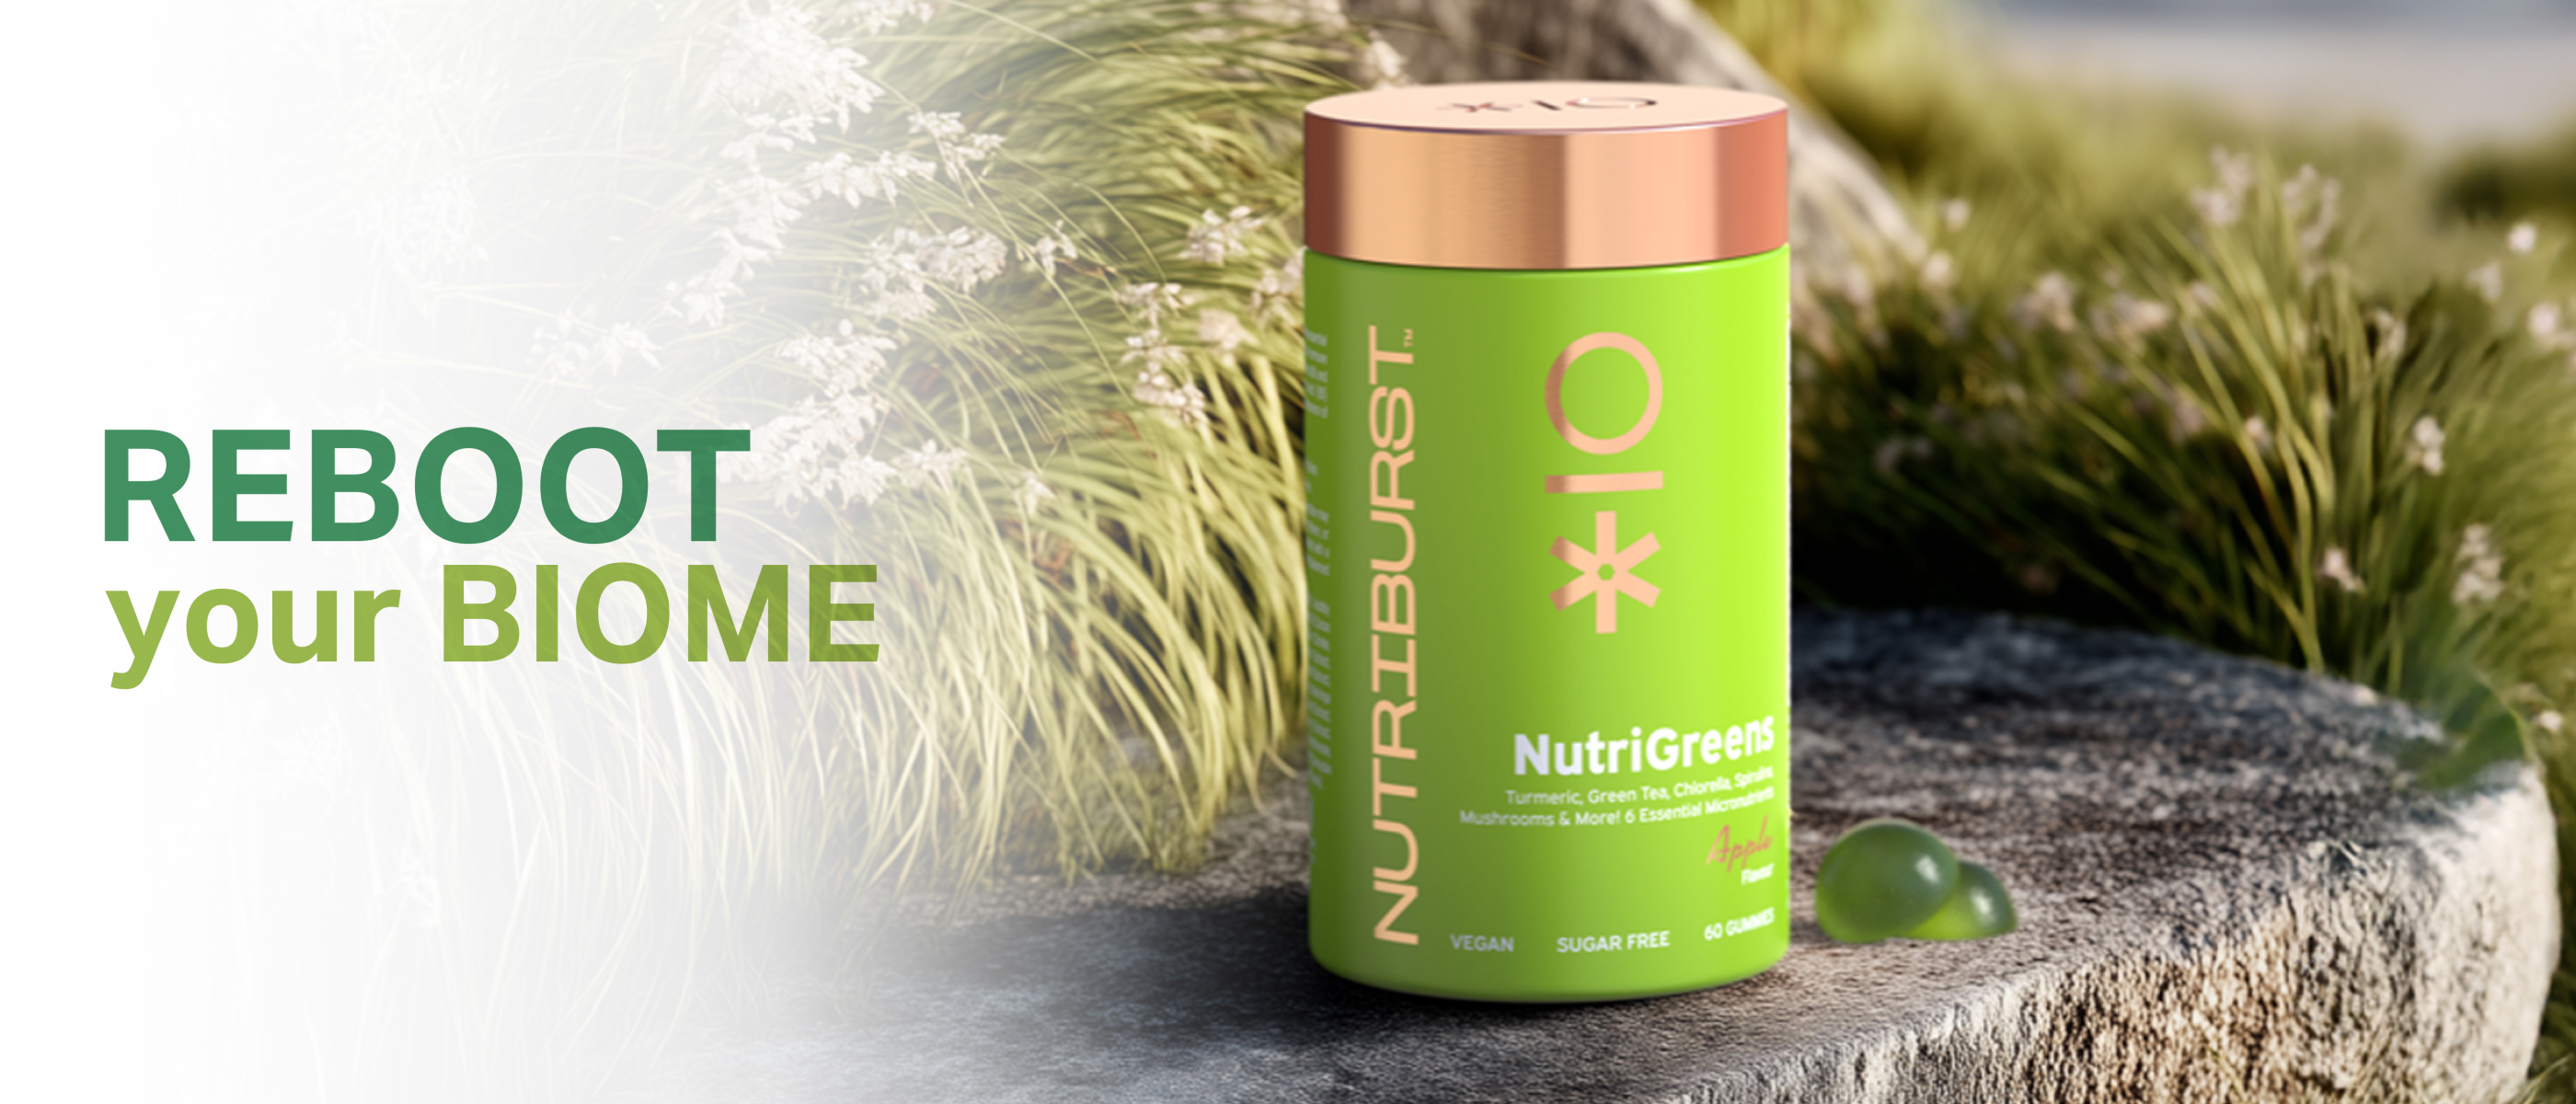 REBOOT
your BIOME
NUTRIBURST™
NutriGreens
Turmeric, Green Tea, Chlorella, Spirulina
Mushrooms & More! 6 Essential Micronutrients
Apple
Flavour
VEGAN SUGAR FREE 60 GUMMIES